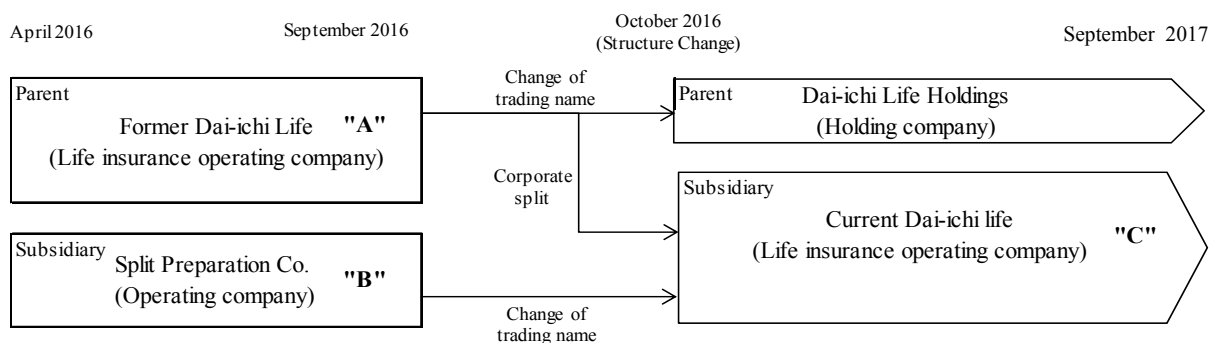 April 2016
September 2016
October 2016
(Structure Change)
September 2017
Parent
Former Dai-ichi Life "A"
(Life insurance operating company)
Change of
trading name
Parent
Dai-ichi Life Holdings
(Holding company)
Corporate
split
Subsidiary
Current Dai-ichi life
(Life insurance operating company) "C"
Subsidiary
Split Preparation Co. "B"
(Operating company)
Change of
trading name